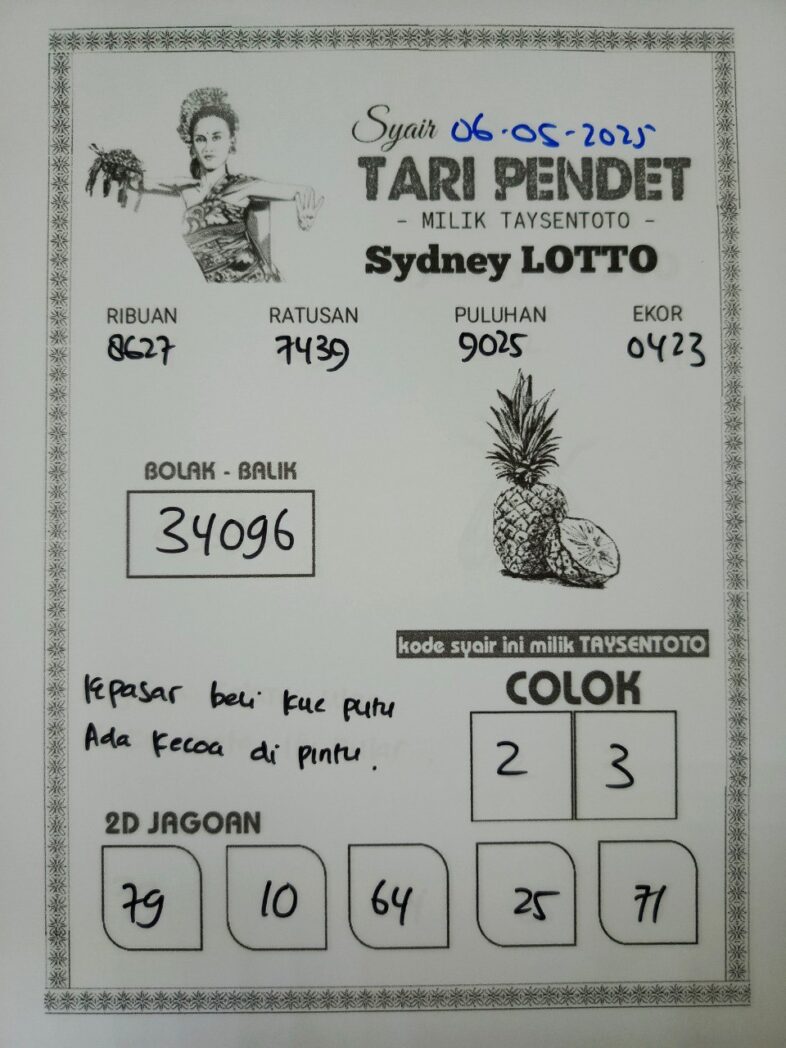 Syair 06-05-2025
TARI PENDET
- MILIK TAYSENTOTO -
Sydney LOTTO
RIBUAN RATUSAN PULUHAN EKOR
8627 7439 9025 0423
BOLAK - BALIK
34096
kode syair ini milik TAYSENTOTO
Kepasar beli kue putu
Ada kecoa di pintu.
COLOK
2 3
2D JAGOAN
79 10 64 25 71